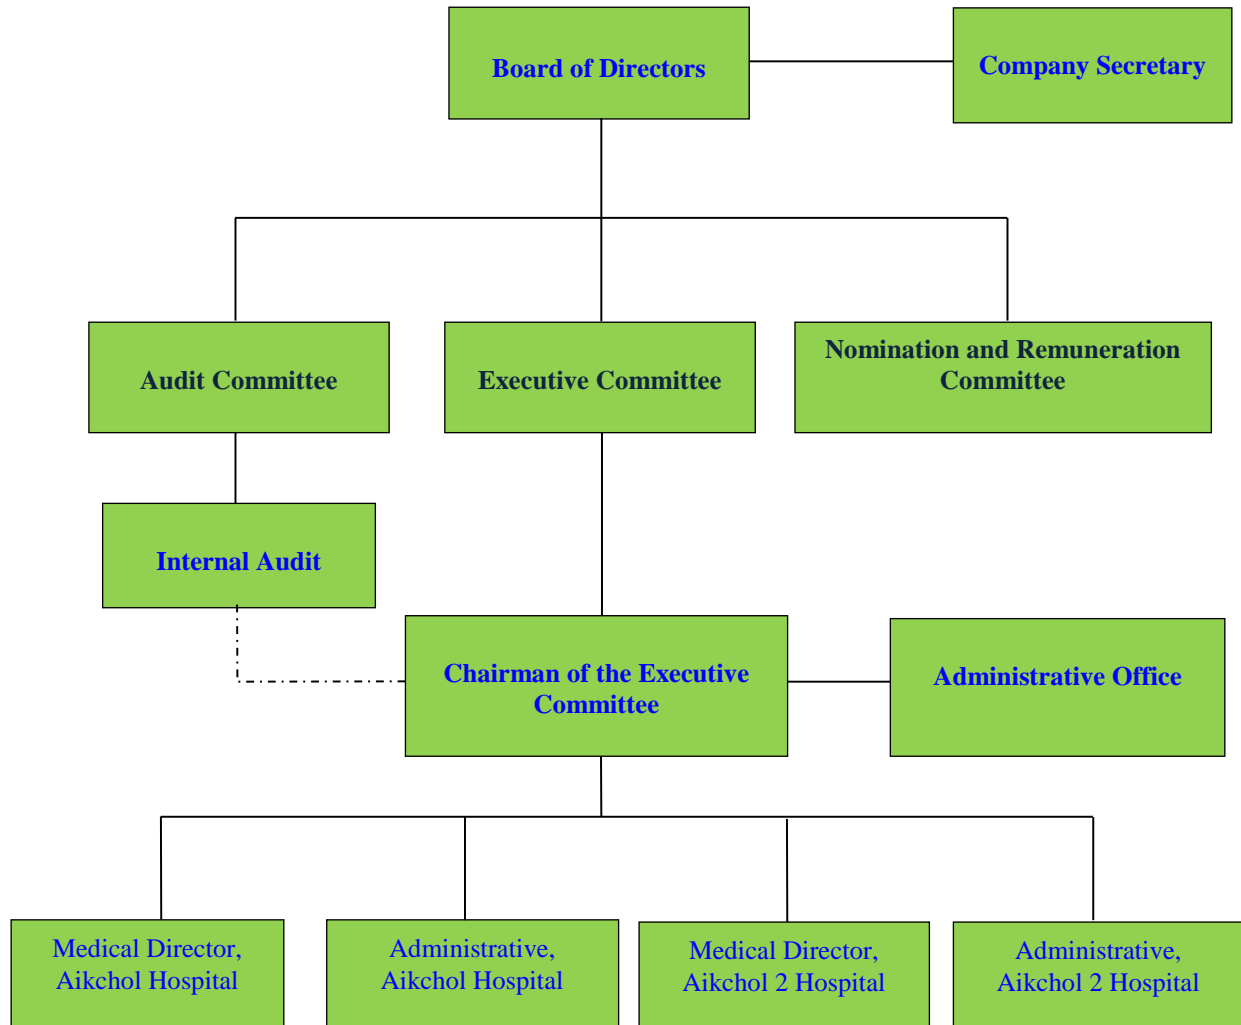 Board of Directors
Company Secretary
Audit Committee
Executive Committee
Nomination and Remuneration
Committee
Internal Audit
Chairman of the Executive
Committee
Administrative Office
Medical Director,
Aikchol Hospital
Administrative,
Aikchol Hospital
Medical Director,
Aikchol 2 Hospital
Administrative,
Aikchol 2 Hospital